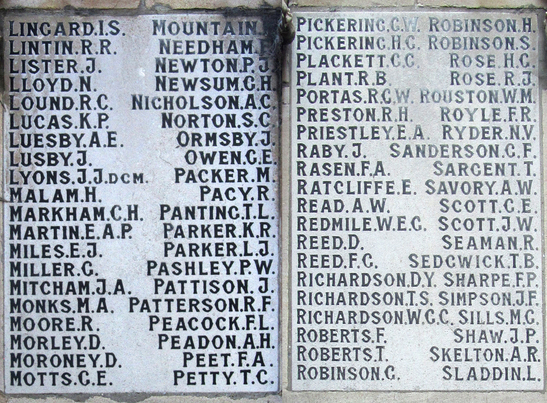 LINGARD.I.S.
LINTIN.R.R.
LISTER.J.
LLOYD.N.
LOUND.R.C.
LUCAS.K.P.
LUESBY.A.E.
LUSBY.J.
LYONS.J.J.DCM.
MALAM.H.
MARKHAM.C.H.
MARTIN.E.A.P.
MILES.E.J.
MILLER.G.
MITCHAM.J.A.
MONKS.M.A.
MOORE.R.
MORLEY.D.
MORONEY.D.
MOTTS.G.E.
MOUNTAIN.
NEEDHAM.F
NEWTON.P.J
NEWSUM.C.H
NICHOLSON.A.C.
NORTON.S.C
ORMSBY.J.
OWEN.G.E.
PACKER.M.
PACY.R
PANTING.T.L.
PARKER.K.R.
PARKER.L.J
PASHLEY.P.W.
PATTISON.J.
PATTERSON.R.F.
PEACOCK.F.L.
PEADON.A.H.
PEET.F.A.
PETTY.T.C.
PICKERING.G.W.
PICKERING.H.G.
PLACKETT.C.G.
PLANT.R.B.
PORTAS.R.G.W.
PRESTON.R.H.
PRIESTLEY.E.A.
RABY.J.
RASEN.F.A.
RATCLIFFE.E.
READ.A.W.
REDMILE.W.E.G.
REED.D.
REED.F.C.
RICHARDSON.D.Y.
RICHARDSON.T.S.
RICHARDSON.W.G.C.
ROBERTS.F.
ROBERTS.T.
ROBINSON.G.
ROBINSON.H.
ROBINSON.S.
ROSE.H.C.
ROSE.R.J.
ROUSTON.W.M.
ROYLE.F.R.
RYDER.N.V.
SANDERSON.C.F.
SARGENT.T.
SAVORY.A.W.
SCOTT.G.E.
SCOTT.J.W.
SEAMAN.R.
SEDGWICK.T.B.
SHARPE.F.P.
SIMPSON.J.F.
SILLS.M.C.
SHAW.J.P.
SKELTON.A.R.
SLADDIN.L.